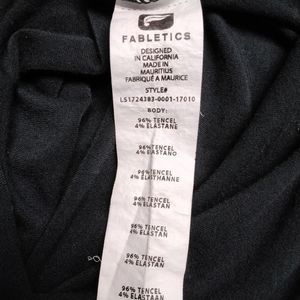 FABLETICS
DESIGNED
IN CALIFORNIA
MADE IN
MAURITIUS
FABRIQUÉ A MAURICE
STYLE#
LS1724383-0001-17010
BODY:
96% TENCEL
4% ELASTANE
96% TENCEL
4% ELASTANO
96% TENCEL
4% ELASTHANNE
96% TENCEL
4% ELASTAN
96% TENCEL
4% ELASTAN
96% TENCEL
4% ELASTAAN
96% TENCEL
4% ELASTAAN